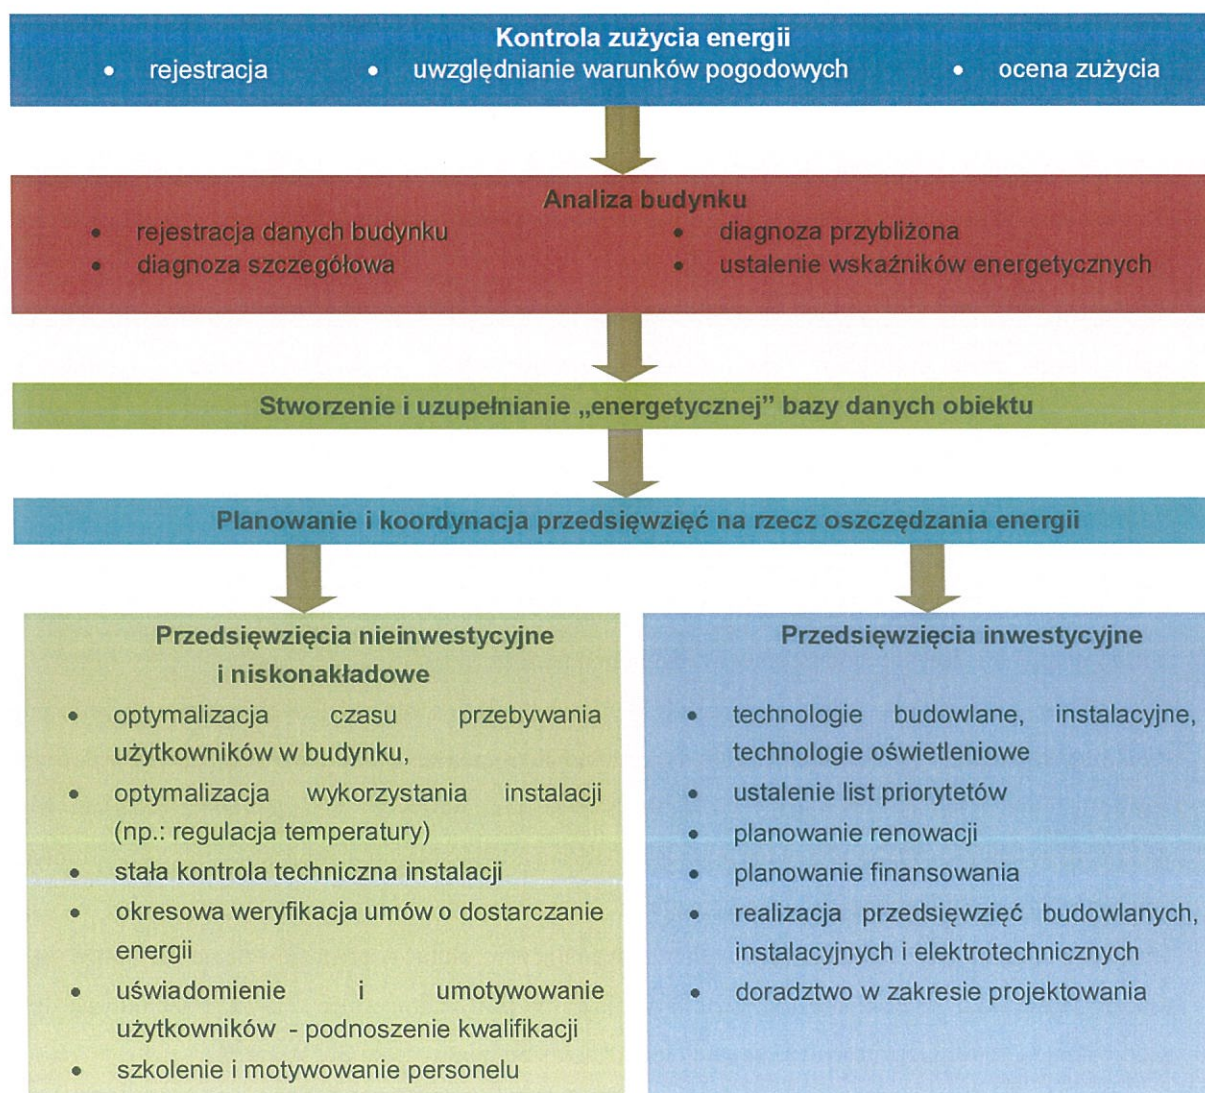 Kontrola zużycia energii
• rejestracja • uwzględnianie warunków pogodowych • ocena zużycia
Analiza budynku
• rejestracja danych budynku • diagnoza przybliżona
• diagnoza szczegółowa • ustalenie wskaźników energetycznych
Stworzenie i uzupełnianie „energetycznej” bazy danych obiektu
Planowanie i koordynacja przedsięwzięć na rzecz oszczędzania energii
Przedsięwzięcia nieinwestycyjne
i niskonakładowe
• optymalizacja czasu przebywania
użytkowników w budynku,
• optymalizacja wykorzystania instalacji
(np.: regulacja temperatury)
• stała kontrola techniczna instalacji
• okresowa weryfikacja umów o dostarczanie
energii
• uświadomienie i umotywowanie
użytkowników - podnoszenie kwalifikacji
• szkolenie i motywowanie personelu
Przedsięwzięcia inwestycyjne
• technologie budowlane, instalacyjne,
technologie oświetleniowe
• ustalenie list priorytetów
• planowanie renowacji
• planowanie finansowania
• realizacja przedsięwzięć budowlanych,
instalacyjnych i elektrotechnicznych
• doradztwo w zakresie projektowania